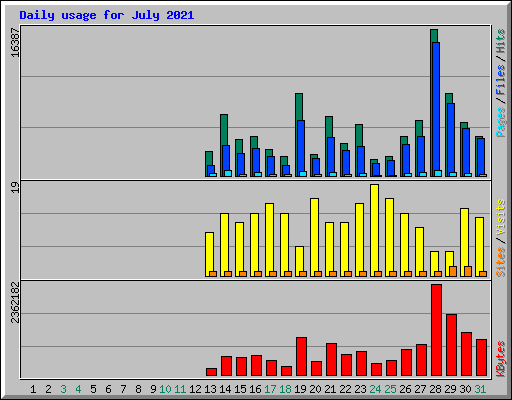 Daily usage for July 2021
16387
19
2362182
Pages / Files / Hits
Sites / Visits
KBytes
1 2 3 4 5 6 7 8 9 10 11 12 13 14 15 16 17 18 19 20 21 22 23 24 25 26 27 28 29 30 31